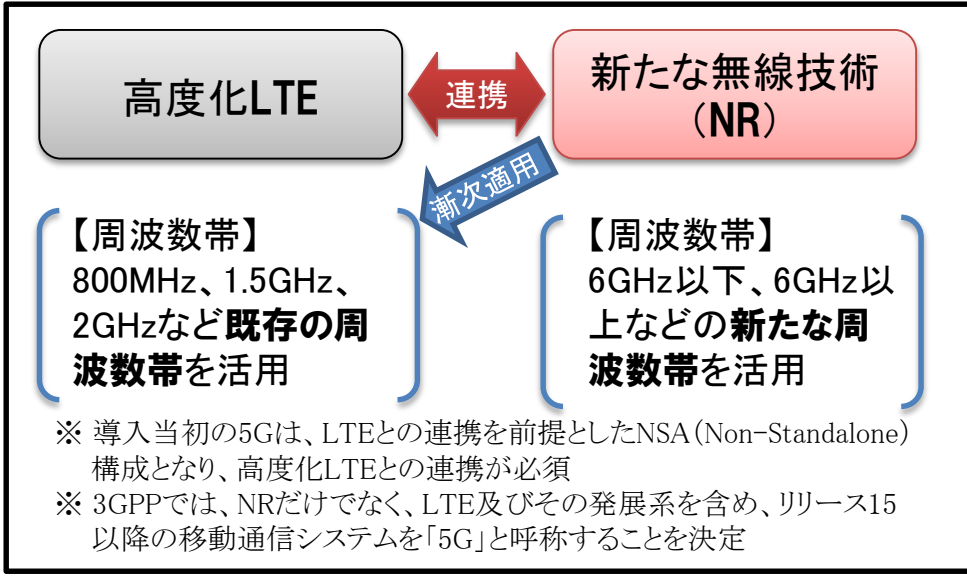 高度化LTE
連携
新たな無線技術
(NR)
漸次適用
【周波数帯】
800MHz、1.5GHz、
2GHzなど既存の周
波数帯を活用
【周波数帯】
6GHz以下、6GHz以
上などの新たな周
波数帯を活用
※ 導入当初の5Gは、LTEとの連携を前提としたNSA(Non-Standalone)
構成となり、高度化LTEとの連携が必須
※ 3GPPでは、NRだけでなく、LTE及びその発展系を含め、リリース15
以降の移動通信システムを「5G」と呼称することを決定